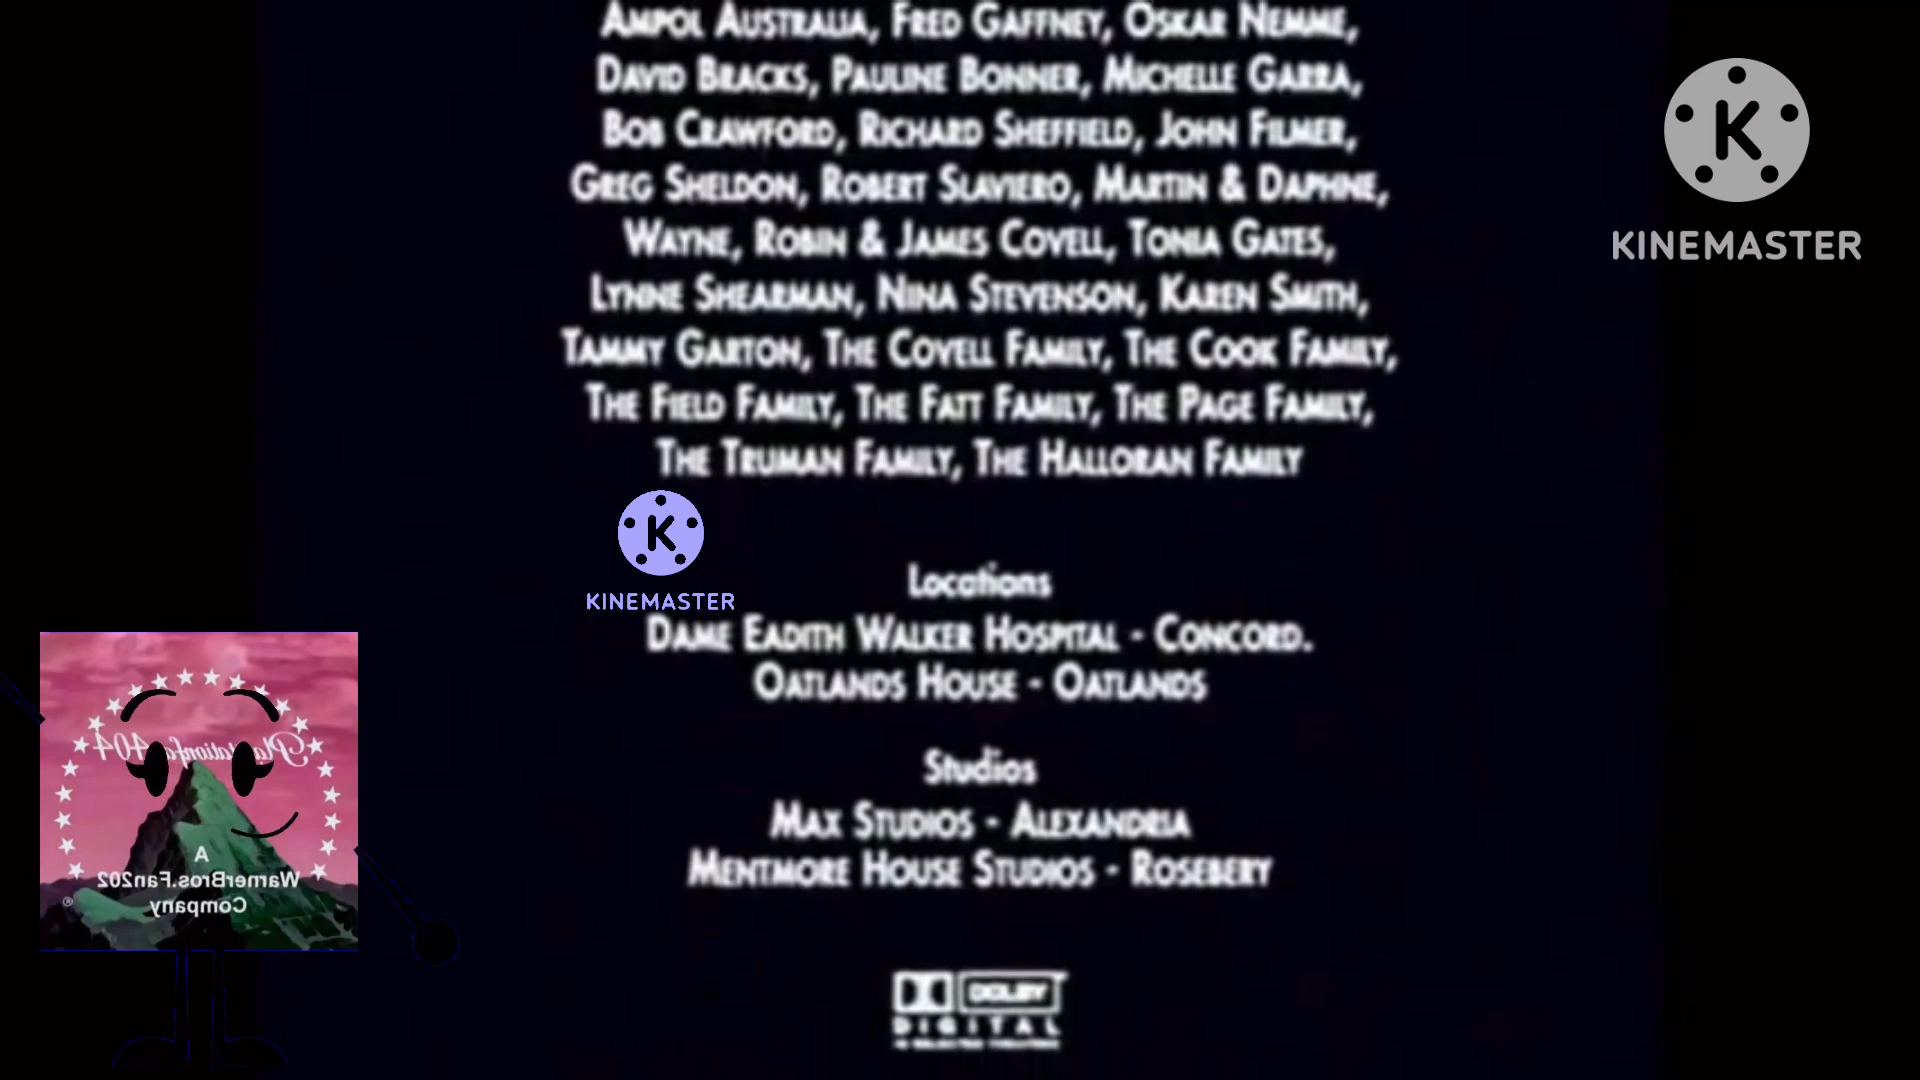 AMPOL AUSTRALIA, FRED GAFFNEY, OSKAR NEMME,
DAVID BRACKS, PAULINE BONNER, MICHELLE GARRA,
BOB CRAWFORD, RICHARD SHEFFIELD, JOHN FILMER,
GREG SHELDON, ROBERT SLAVIERO, MARTIN & DAPHNE,
WAYNE, ROBIN & JAMES COVELL, TONIA GATES,
LYNNE SHEARMAN, NINA STEVENSON, KAREN SMITH,
TAMMY GARTON, THE COVELL FAMILY, THE COOK FAMILY,
THE FIELD FAMILY, THE FATT FAMILY, THE PAGE FAMILY,
THE TRUMAN FAMILY, THE HALLORAN FAMILY
K
KINEMASTER
K
KINEMASTER
Locations
DAME EADITH WALKER HOSPITAL - CONCORD.
OATLANDS HOUSE - OATLANDS
Studios
MAX STUDIOS - ALEXANDRIA
MENTMORE HOUSE STUDIOS - ROSEBERY
A
WarnerBros.Fan202
Company
®
DOLBY
DIGITAL